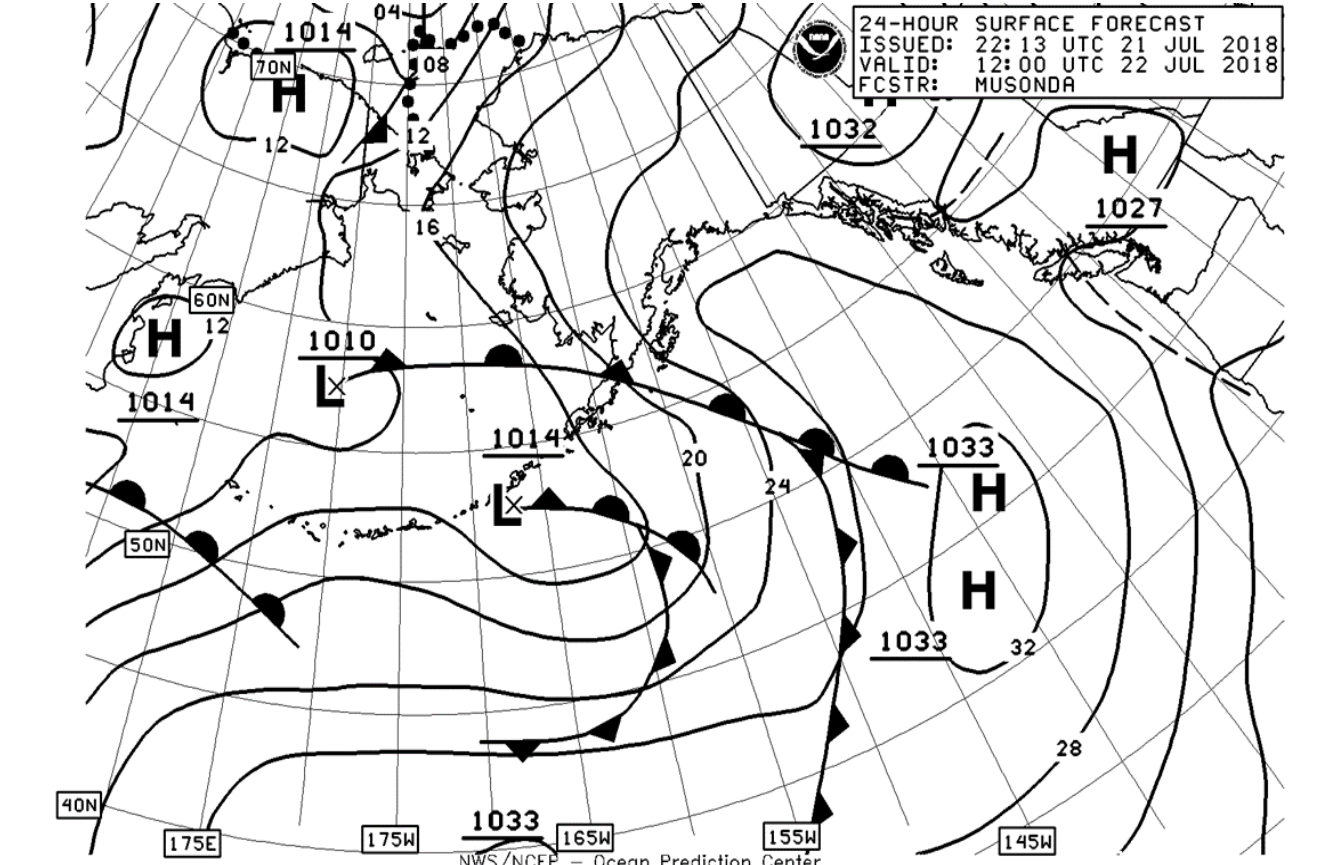 24-HOUR SURFACE FORECAST
ISSUED: 22:13 UTC 21 JUL 2018
VALID: 12:00 UTC 22 JUL 2018
FCSTR: MUSONDA
04
1014
08
70N
H
12
12
1032
H
1027
16
60N
12
H
1010
L
1014
1014
L
20
24
1033
H
50N
H
1033
32
28
40N
1033
175E
175W
165W
155W
145W
NWS/NCEP – Ocean Prediction Center